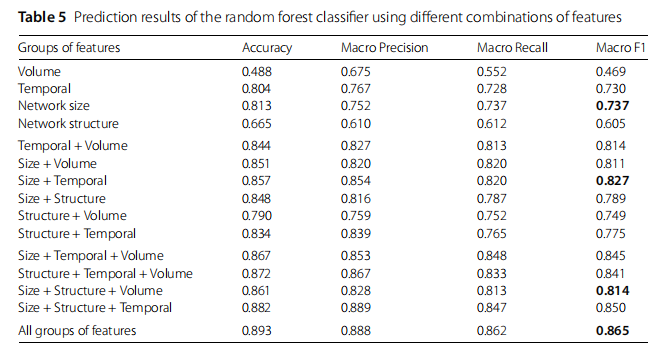 Table 5 Prediction results of the random forest classifier using different combinations of features
Groups of features Accuracy Macro Precision Macro Recall Macro F1
Volume 0.488 0.675 0.552 0.469
Temporal 0.804 0.767 0.728 0.730
Network size 0.813 0.752 0.737 0.737
Network structure 0.665 0.610 0.612 0.605
Temporal + Volume 0.844 0.827 0.813 0.814
Size + Volume 0.851 0.820 0.820 0.811
Size + Temporal 0.857 0.854 0.820 0.827
Size + Structure 0.848 0.816 0.787 0.789
Structure + Volume 0.790 0.759 0.752 0.749
Structure + Temporal 0.834 0.839 0.765 0.775
Size + Temporal + Volume 0.867 0.853 0.848 0.845
Structure + Temporal + Volume 0.872 0.867 0.833 0.841
Size + Structure + Volume 0.861 0.828 0.813 0.814
Size + Structure + Temporal 0.882 0.889 0.847 0.850
All groups of features 0.893 0.888 0.862 0.865